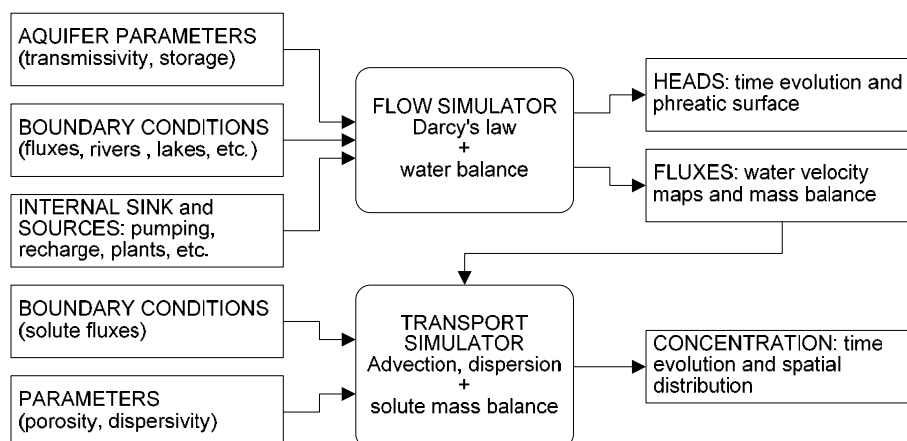 AQUIFER PARAMETERS
(transmissivity, storage)
BOUNDARY CONDITIONS
(fluxes, rivers , lakes, etc.)
INTERNAL SINK and
SOURCES: pumping,
recharge, plants, etc.
FLOW SIMULATOR
Darcy's law
+
water balance
HEADS: time evolution and
phreatic surface
FLUXES: water velocity
maps and mass balance
BOUNDARY CONDITIONS
(solute fluxes)
PARAMETERS
(porosity, dispersivity)
TRANSPORT
SIMULATOR
Advection, dispersion
+
solute mass balance
CONCENTRATION: time
evolution and spatial
distribution